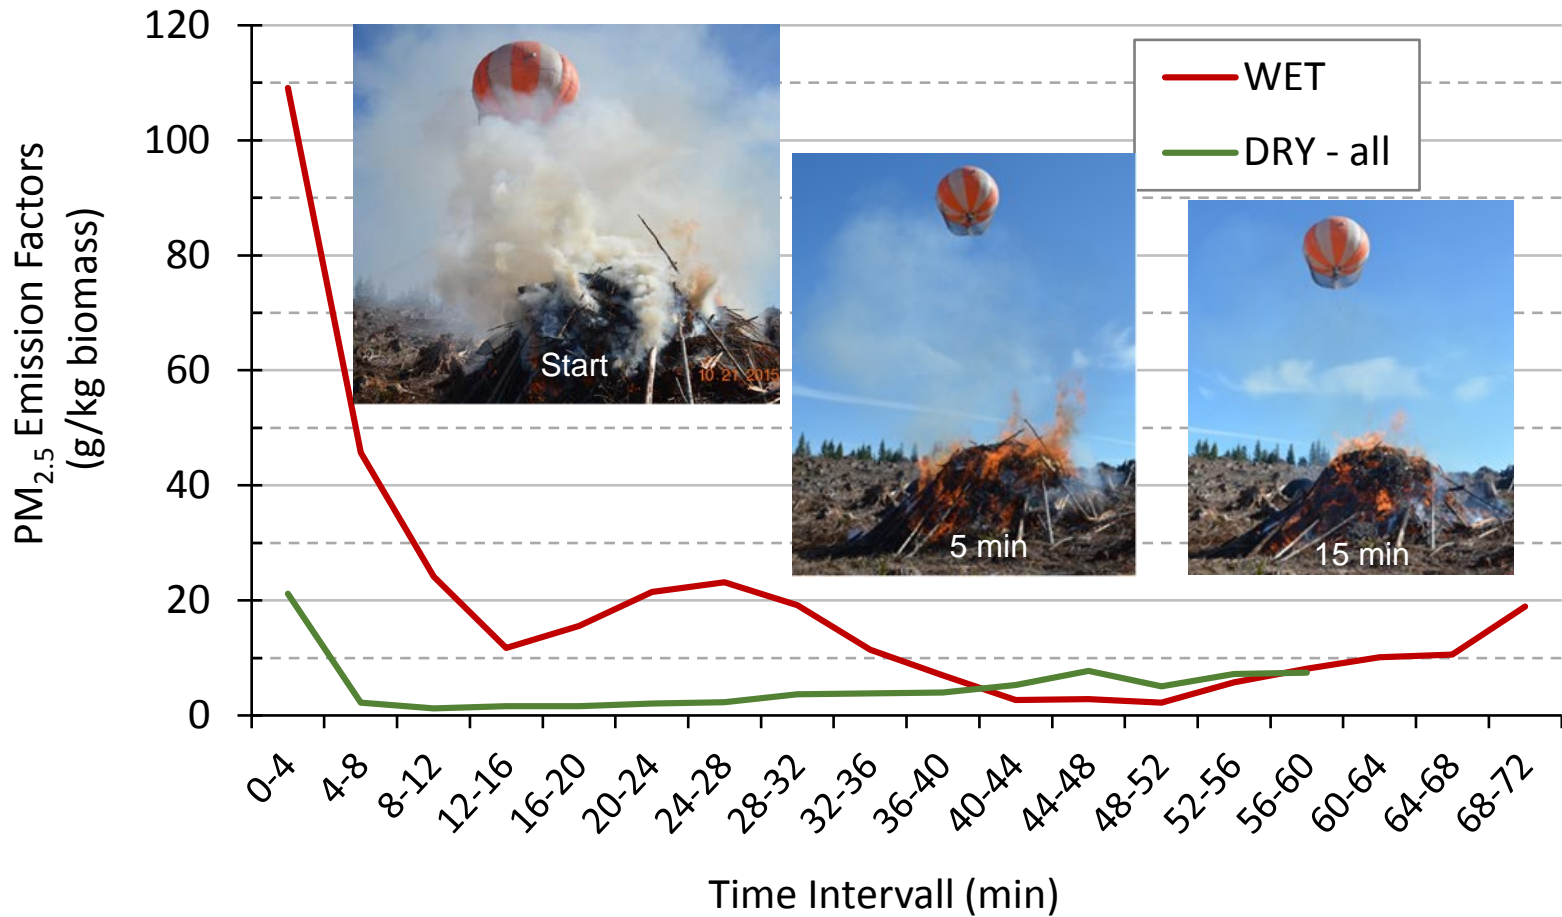 120
100
80
60
40
20
0
PM2.5 Emission Factors
(g/kg biomass)
WET
DRY - all
Start
10 21 2015
5 min
15 min
0-4
4-8
8-12
12-16
16-20
20-24
24-28
28-32
32-36
36-40
40-44
44-48
48-52
52-56
56-60
60-64
64-68
68-72
Time Intervall (min)